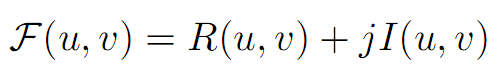 ℱ(u, v) = R(u, v) + jI(u, v)